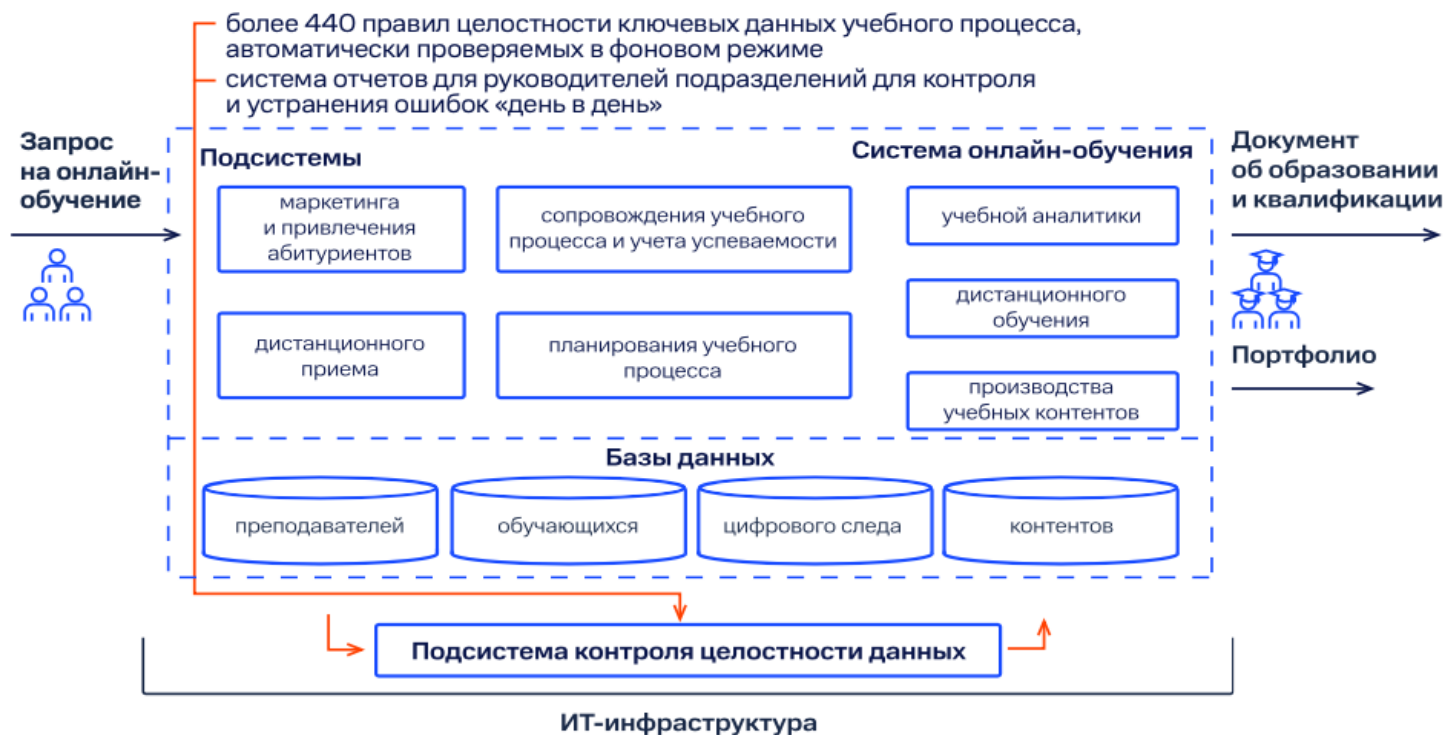 более 440 правил целостности ключевых данных учебного процесса,
автоматически проверяемых в фоновом режиме
система отчетов для руководителей подразделений для контроля
и устранения ошибок «день в день»
Запрос
на онлайн-
обучение
Подсистемы
маркетинга
и привлечения
абитуриентов
дистанционного
приема
сопровождения учебного
процесса и учета успеваемости
планирования учебного
процесса
Система онлайн-обучения
учебной аналитики
дистанционного
обучения
производства
учебных контентов
Документ
об образовании
и квалификации
Портфолио
Базы данных
преподавателей
обучающихся
цифрового следа
контентов
Подсистема контроля целостности данных
ИТ-инфраструктура